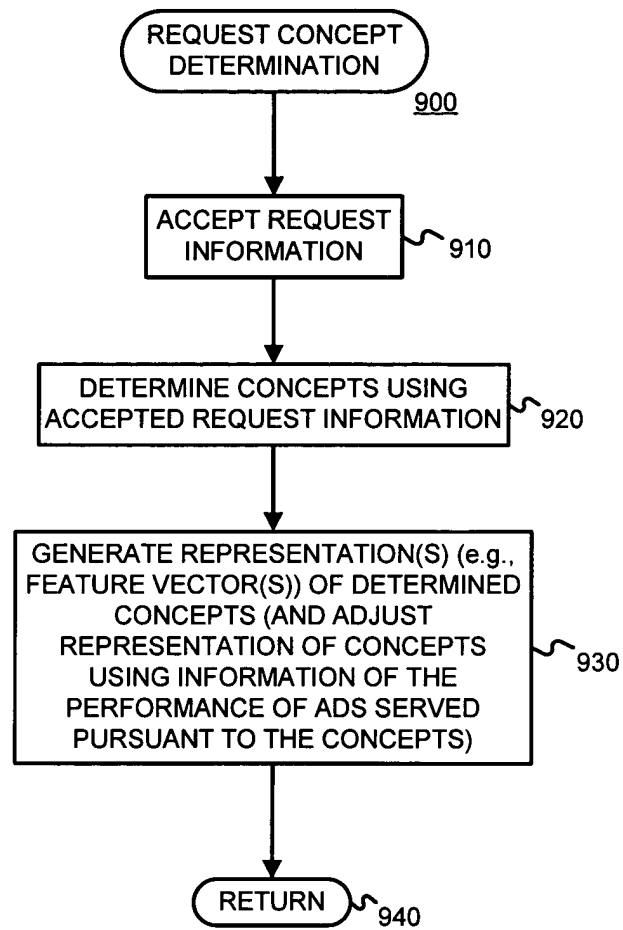 REQUEST CONCEPT
DETERMINATION
900
ACCEPT REQUEST
INFORMATION
910
DETERMINE CONCEPTS USING
ACCEPTED REQUEST INFORMATION
920
GENERATE REPRESENTATION(S) (e.g.,
FEATURE VECTOR(S)) OF DETERMINED
CONCEPTS (AND ADJUST
REPRESENTATION OF CONCEPTS
USING INFORMATION OF THE
PERFORMANCE OF ADS SERVED
PURSUANT TO THE CONCEPTS)
930
RETURN
940